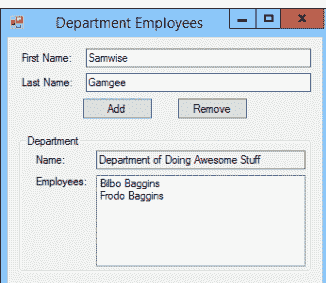 Department Employees
First Name: Samwise
Last Name: Gamgee
Add Remove
Department
Name: Department of Doing Awesome Stuff
Employees: Bilbo Baggins
Frodo Baggins